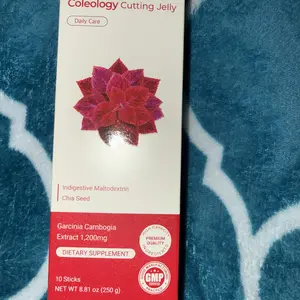 Coleology Cutting Jelly
Daily Care
Indigestive Maltodextrin
Chia Seed
Garcinia Cambogia
Extract 1,200mg
DIETARY SUPPLEMENT
PREMIUM
QUALITY
10 Sticks
NET WT 8.81 oz (250 g)
GMP